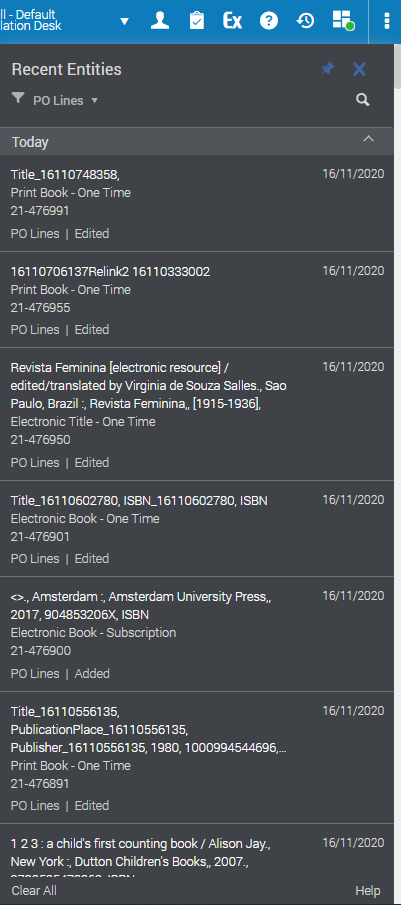 ll - Default
lation Desk
Ex
?
Recent Entities
PO Lines
Today
Title_16110748358,
16/11/2020
Print Book - One Time
21-476991
PO Lines | Edited
16110706137Relink2 16110333002
16/11/2020
Print Book - One Time
21-476955
PO Lines | Edited
Revista Feminina [electronic resource] /
16/11/2020
edited/translated by Virginia de Souza Salles., Sao
Paulo, Brazil :, Revista Feminina,, [1915-1936],
Electronic Title - One Time
21-476950
PO Lines | Edited
Title_16110602780, ISBN_16110602780, ISBN
16/11/2020
Electronic Book - One Time
21-476901
PO Lines | Edited
<>., Amsterdam :, Amsterdam University Press,,
16/11/2020
2017, 904853206X, ISBN
Electronic Book - Subscription
21-476900
PO Lines | Added
Title_16110556135,
16/11/2020
PublicationPlace_16110556135,
Publisher_16110556135, 1980, 1000994544696,...
Print Book - One Time
21-476891
PO Lines | Edited
1 2 3 : a child's first counting book / Alison Jay.,
16/11/2020
New York :, Dutton Children's Books,, 2007.,
Clear All
Help